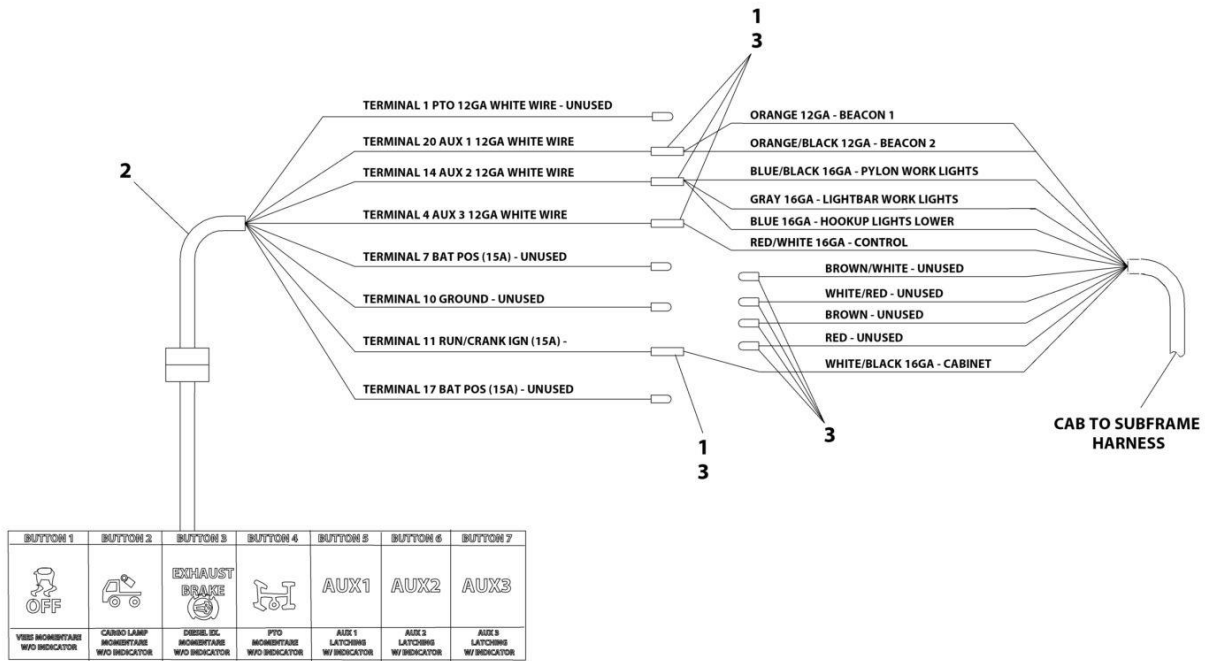 1
3
TERMINAL 1 PTO 12GA WHITE WIRE - UNUSED
TERMINAL 20 AUX 1 12GA WHITE WIRE
TERMINAL 14 AUX 2 12GA WHITE WIRE
TERMINAL 4 AUX 3 12GA WHITE WIRE
TERMINAL 7 BAT POS (15A) - UNUSED
TERMINAL 10 GROUND - UNUSED
TERMINAL 11 RUN/CRANK IGN (15A) -
TERMINAL 17 BAT POS (15A) - UNUSED
2
ORANGE 12GA - BEACON 1
ORANGE/BLACK 12GA - BEACON 2
BLUE/BLACK 16GA - PYLON WORK LIGHTS
GRAY 16GA - LIGHTBAR WORK LIGHTS
BLUE 16GA - HOOKUP LIGHTS LOWER
RED/WHITE 16GA - CONTROL
BROWN/WHITE - UNUSED
WHITE/RED - UNUSED
BROWN - UNUSED
RED - UNUSED
WHITE/BLACK 16GA - CABINET
3
1
3
CAB TO SUBFRAME
HARNESS
BUTTON 1 BUTTON 2 BUTTON 3 BUTTON 4 BUTTON 5 BUTTON 6 BUTTON 7
OFF
EXHAUST
BRAKE
AUX1 AUX2 AUX3
MOMENTARE
W/O INDICATOR
CARGO LAMP
MOMENTARE
W/O INDICATOR
DIESEL EX.
MOMENTARE
W/O INDICATOR
PTO
MOMENTARE
W/O INDICATOR
AUX 1
LATCHING
W/ INDICATOR
AUX 2
LATCHING
W/ INDICATOR
AUX 3
LATCHING
W/ INDICATOR